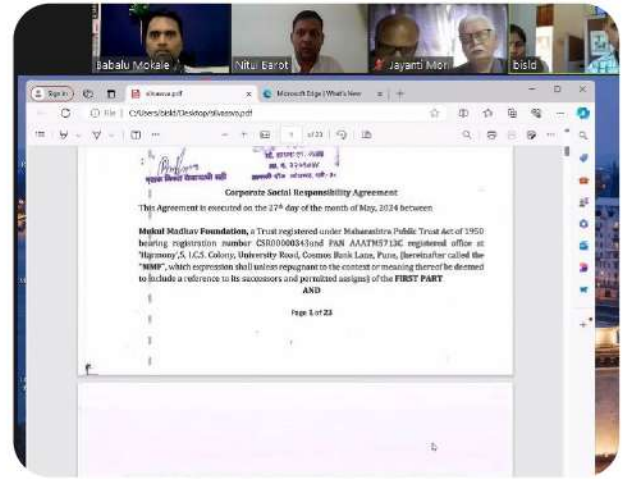 Babalu Mokale
Nitul Barot
Jayanti Mori
bisld
Sign in
silvassa.pdf
Microsoft Edge | What's New
File
C:/Users/bisld/Desktop/silvassa.pdf
1 of 23
Corporate Social Responsibility Agreement
This Agreement is executed on the 27th day of the month of May, 2024 between
Mukul Madhav Foundation, a Trust registered under Maharashtra Public Trust Act of 1950
bearing registration number CSR00000343and PAN AAATM5713C registered office at
'Harmony',5, I.C.S. Colony, University Road, Cosmos Bank Lane, Pune, [hereinafter called the
"MMF", which expression shall unless repugnant to the context or meaning thereof be deemed
to include a reference to its successors and permitted assigns] of the FIRST PART
AND
Page 1 of 23